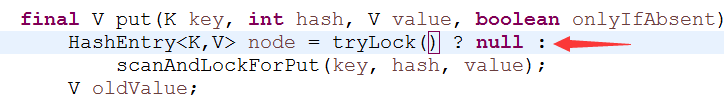 final V put(K key, int hash, V value, boolean onlyIfAbsent)
HashEntry<K,V> node = tryLock() ? null :
scanAndLockForPut(key, hash, value);
V oldValue;